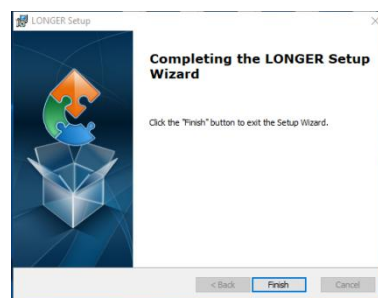 LONGER Setup
Completing the LONGER Setup
Wizard
Click the "Finish" button to exit the Setup Wizard.
< Back Finish Cancel